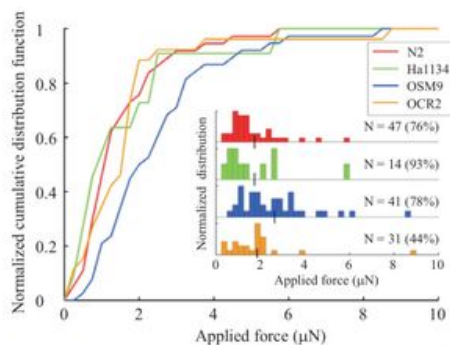 Normalized cumulative distribution function
1
0.8
0.6
0.4
0.2
0
0
2
4
6
8
10
Applied force (μN)
N2
Ha1134
OSM9
OCR2
Normalized distribution
N = 47 (76%)
N = 14 (93%)
N = 41 (78%)
N = 31 (44%)
0
2
4
6
8
10
Applied force (μN)